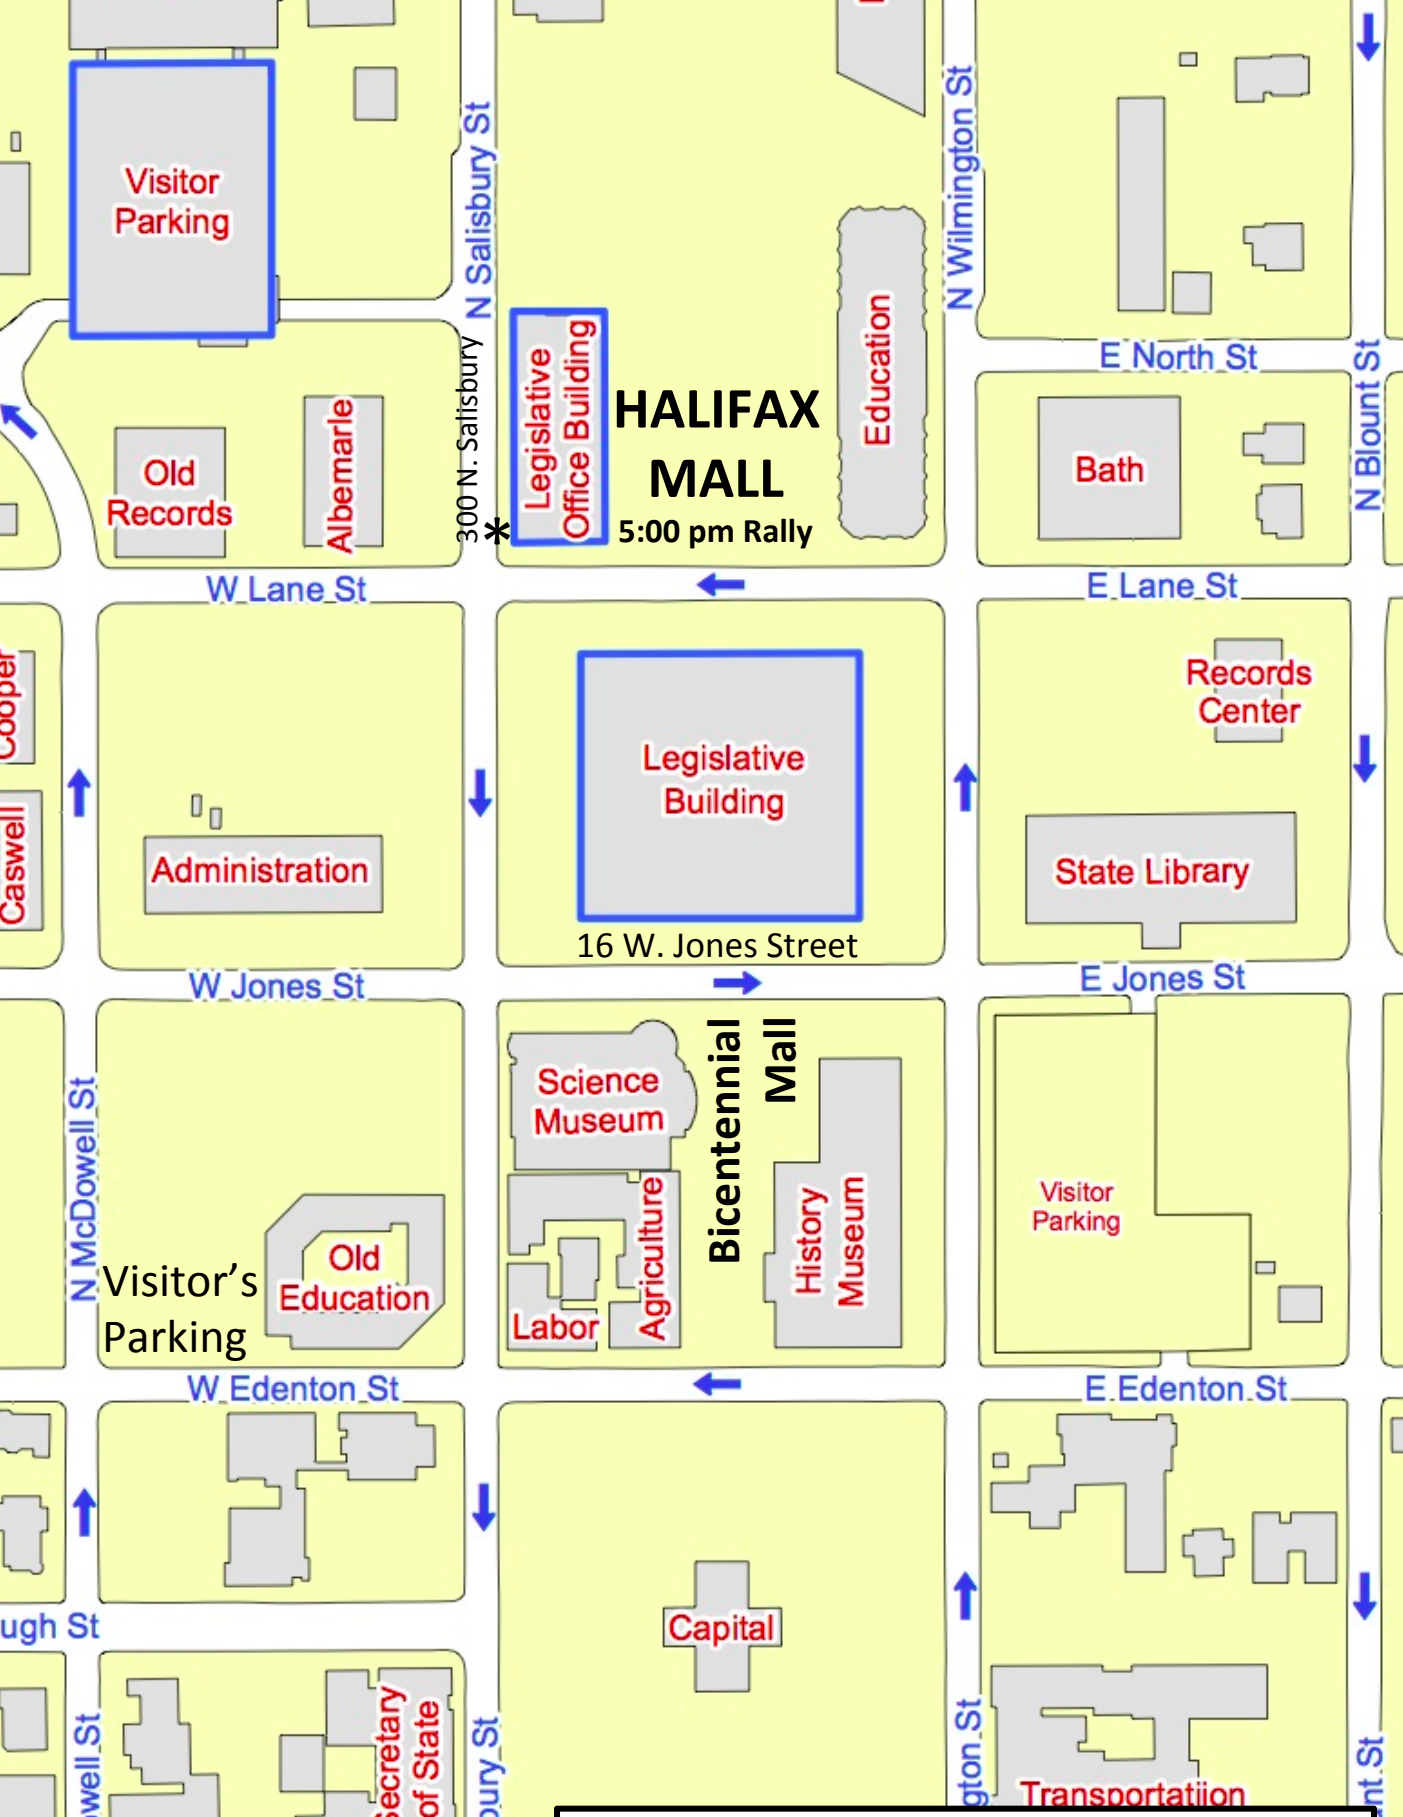 Visitor
Parking
N Salisbury St
N Wilmington St
Education
E North St
N Blount St
300 N. Salisbury
*
Legislative
Office Building
HALIFAX
MALL
5:00 pm Rally
Old
Records
Albemarle
Bath
W Lane St
E Lane St
Cooper
Caswell
Administration
Legislative
Building
16 W. Jones Street
Records
Center
State Library
W Jones St
E Jones St
N McDowell St
Science
Museum
Bicentennial
Mall
Agriculture
Labor
History
Museum
Visitor
Parking
Visitor’s
Parking
Old
Education
W Edenton St
E Edenton St
ugh St
Capital
Secretary
of State
owell St
bury St
gton St
Transportatiion
nt St